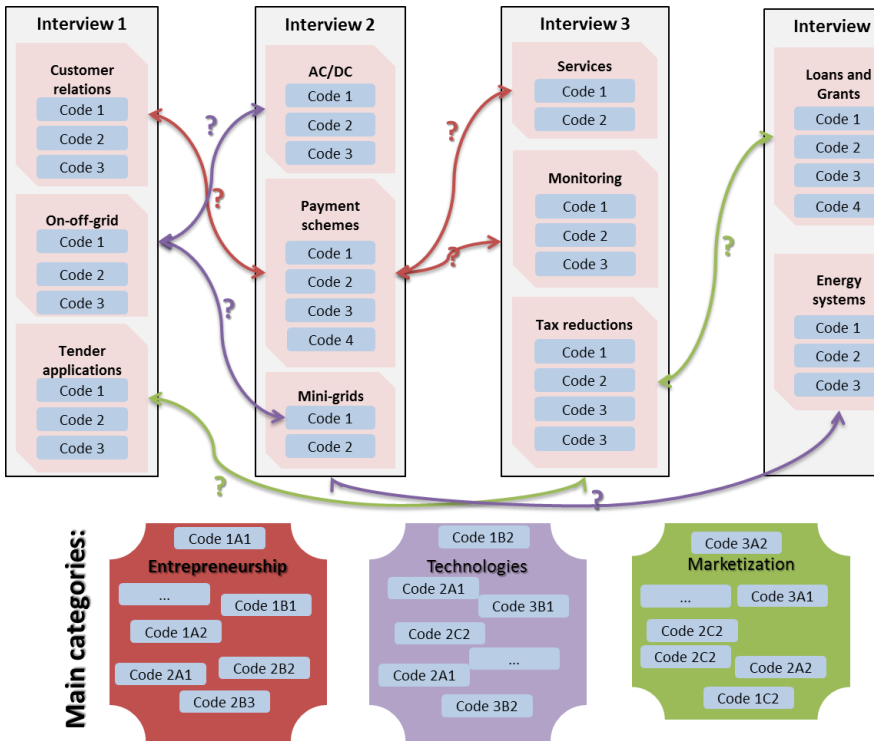 Interview 1
Customer
relations
Code 1
Code 2
Code 3
On-off-grid
Code 1
Code 2
Code 3
Tender
applications
Code 1
Code 2
Code 3
Interview 2
AC/DC
Code 1
Code 2
Code 3
Payment
schemes
Code 1
Code 2
Code 3
Code 4
Mini-grids
Code 1
Code 2
Interview 3
Services
Code 1
Code 2
Monitoring
Code 1
Code 2
Code 3
Tax reductions
Code 1
Code 2
Code 3
Code 3
Interview
Loans and
Grants
Code 1
Code 2
Code 3
Code 4
Energy
systems
Code 1
Code 2
Code 3
?
?
?
?
?
?
?
?
Main categories:
Code 1A1
Entrepreneurship
...
Code 1B1
Code 1A2
Code 2A1
Code 2B2
Code 2B3
Code 1B2
Technologies
Code 2A1
Code 3B1
Code 2C2
...
Code 2A1
Code 3B2
Code 3A2
Marketization
...
Code 3A1
Code 2C2
Code 2C2
Code 2A2
Code 1C2